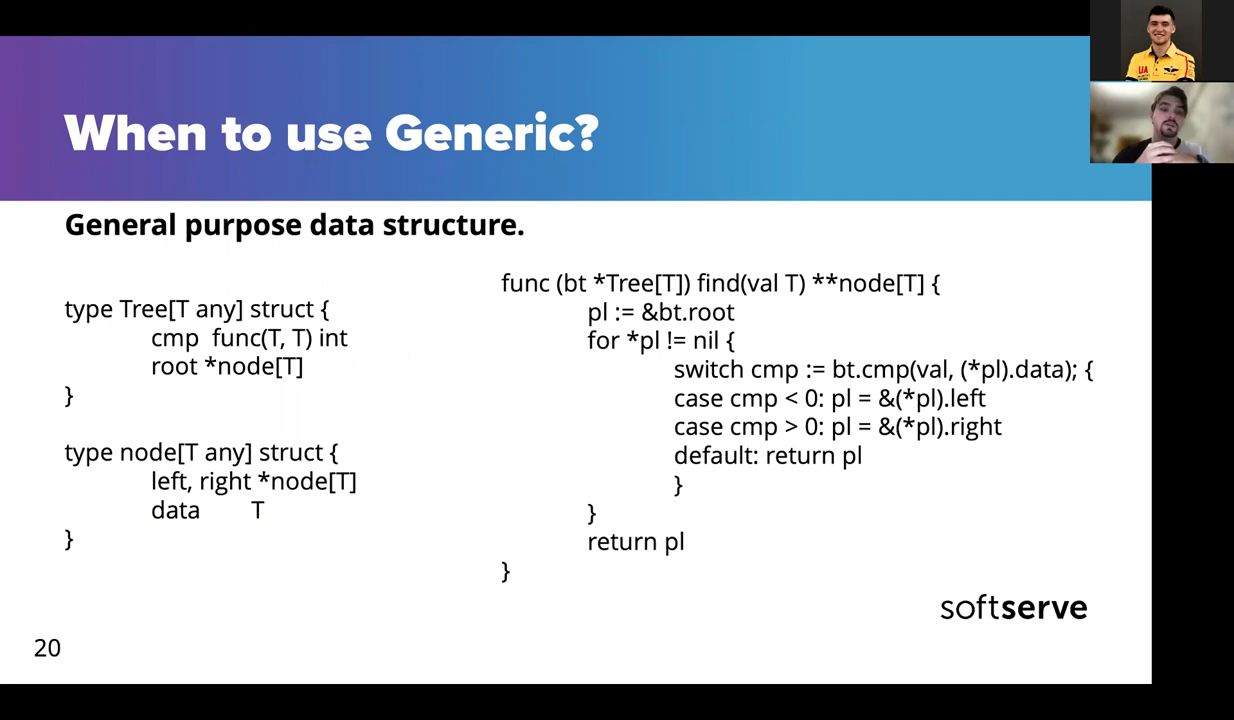 When to use Generic?
General purpose data structure.
type Tree[T any] struct {
cmp func(T, T) int
root *node[T]
}
type node[T any] struct {
left, right *node[T]
data T
}
func (bt *Tree[T]) find(val T) **node[T] {
pl := &bt.root
for *pl != nil {
switch cmp := bt.cmp(val, (*pl).data); {
case cmp < 0: pl = &(*pl).left
case cmp > 0: pl = &(*pl).right
default: return pl
}
}
return pl
}
softserve
20
UA